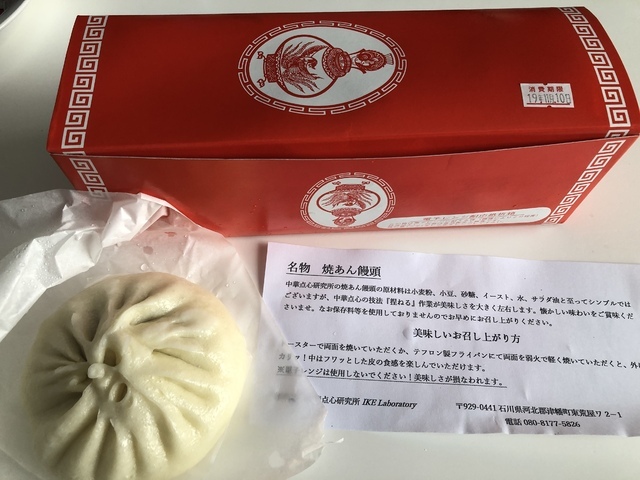 消費期限
19年11月10日
名物 焼あん饅頭
中華点心研究所の焼あん饅頭の原材料は小麦粉、小豆、砂糖、イースト、水、サラダ油と至ってシンプルでは
ございますが、中華点心の技法『捏ねる』作業が美味しさを大きく左右します。懐かしい味わいをご賞味くだ
さいませ。なお保存料等を使用しておりませんのでお早めにお召し上がりください。
美味しいお召し上がり方
ースターで両面を焼いていただくか、テフロン製フライパンにて両面を弱火で軽く焼いていただくと、外
カリッ！中はフワッとした皮の食感を楽しんでいただけます。
レンジは使用しないでください！美味しさが損なわれます。
点心研究所 IKE Laboratory 〒929-0441 石川県河北郡津幡町東荒屋ワ２−１
電話 080-8177-5826